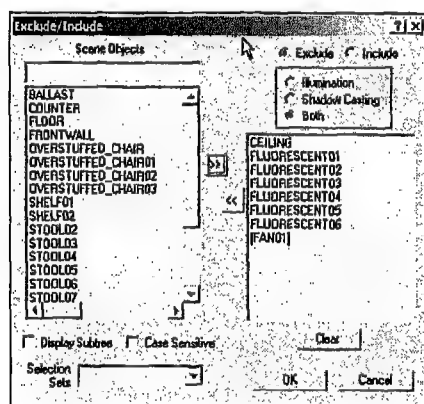 Exclude/Include
Scene Objects
Exclude
Include
Illumination
Shadow Casting
Both
BALLAST
COUNTER
FLOOR
FRONTWALL
OVERSTUFFED_CHAIR
OVERSTUFFED_CHAIR01
OVERSTUFFED_CHAIR02
OVERSTUFFED_CHAIR03
SHELF01
SHELF02
STOOL02
STOOL03
STOOL04
STOOL05
STOOL06
STOOL07
>>
<<
CEILING
FLUORESCENT01
FLUORESCENT02
FLUORESCENT03
FLUORESCENT04
FLUORESCENT05
FLUORESCENT06
[FAN01]
Display Subtree
Case Sensitive
Clear
Selection
Sets
OK
Cancel